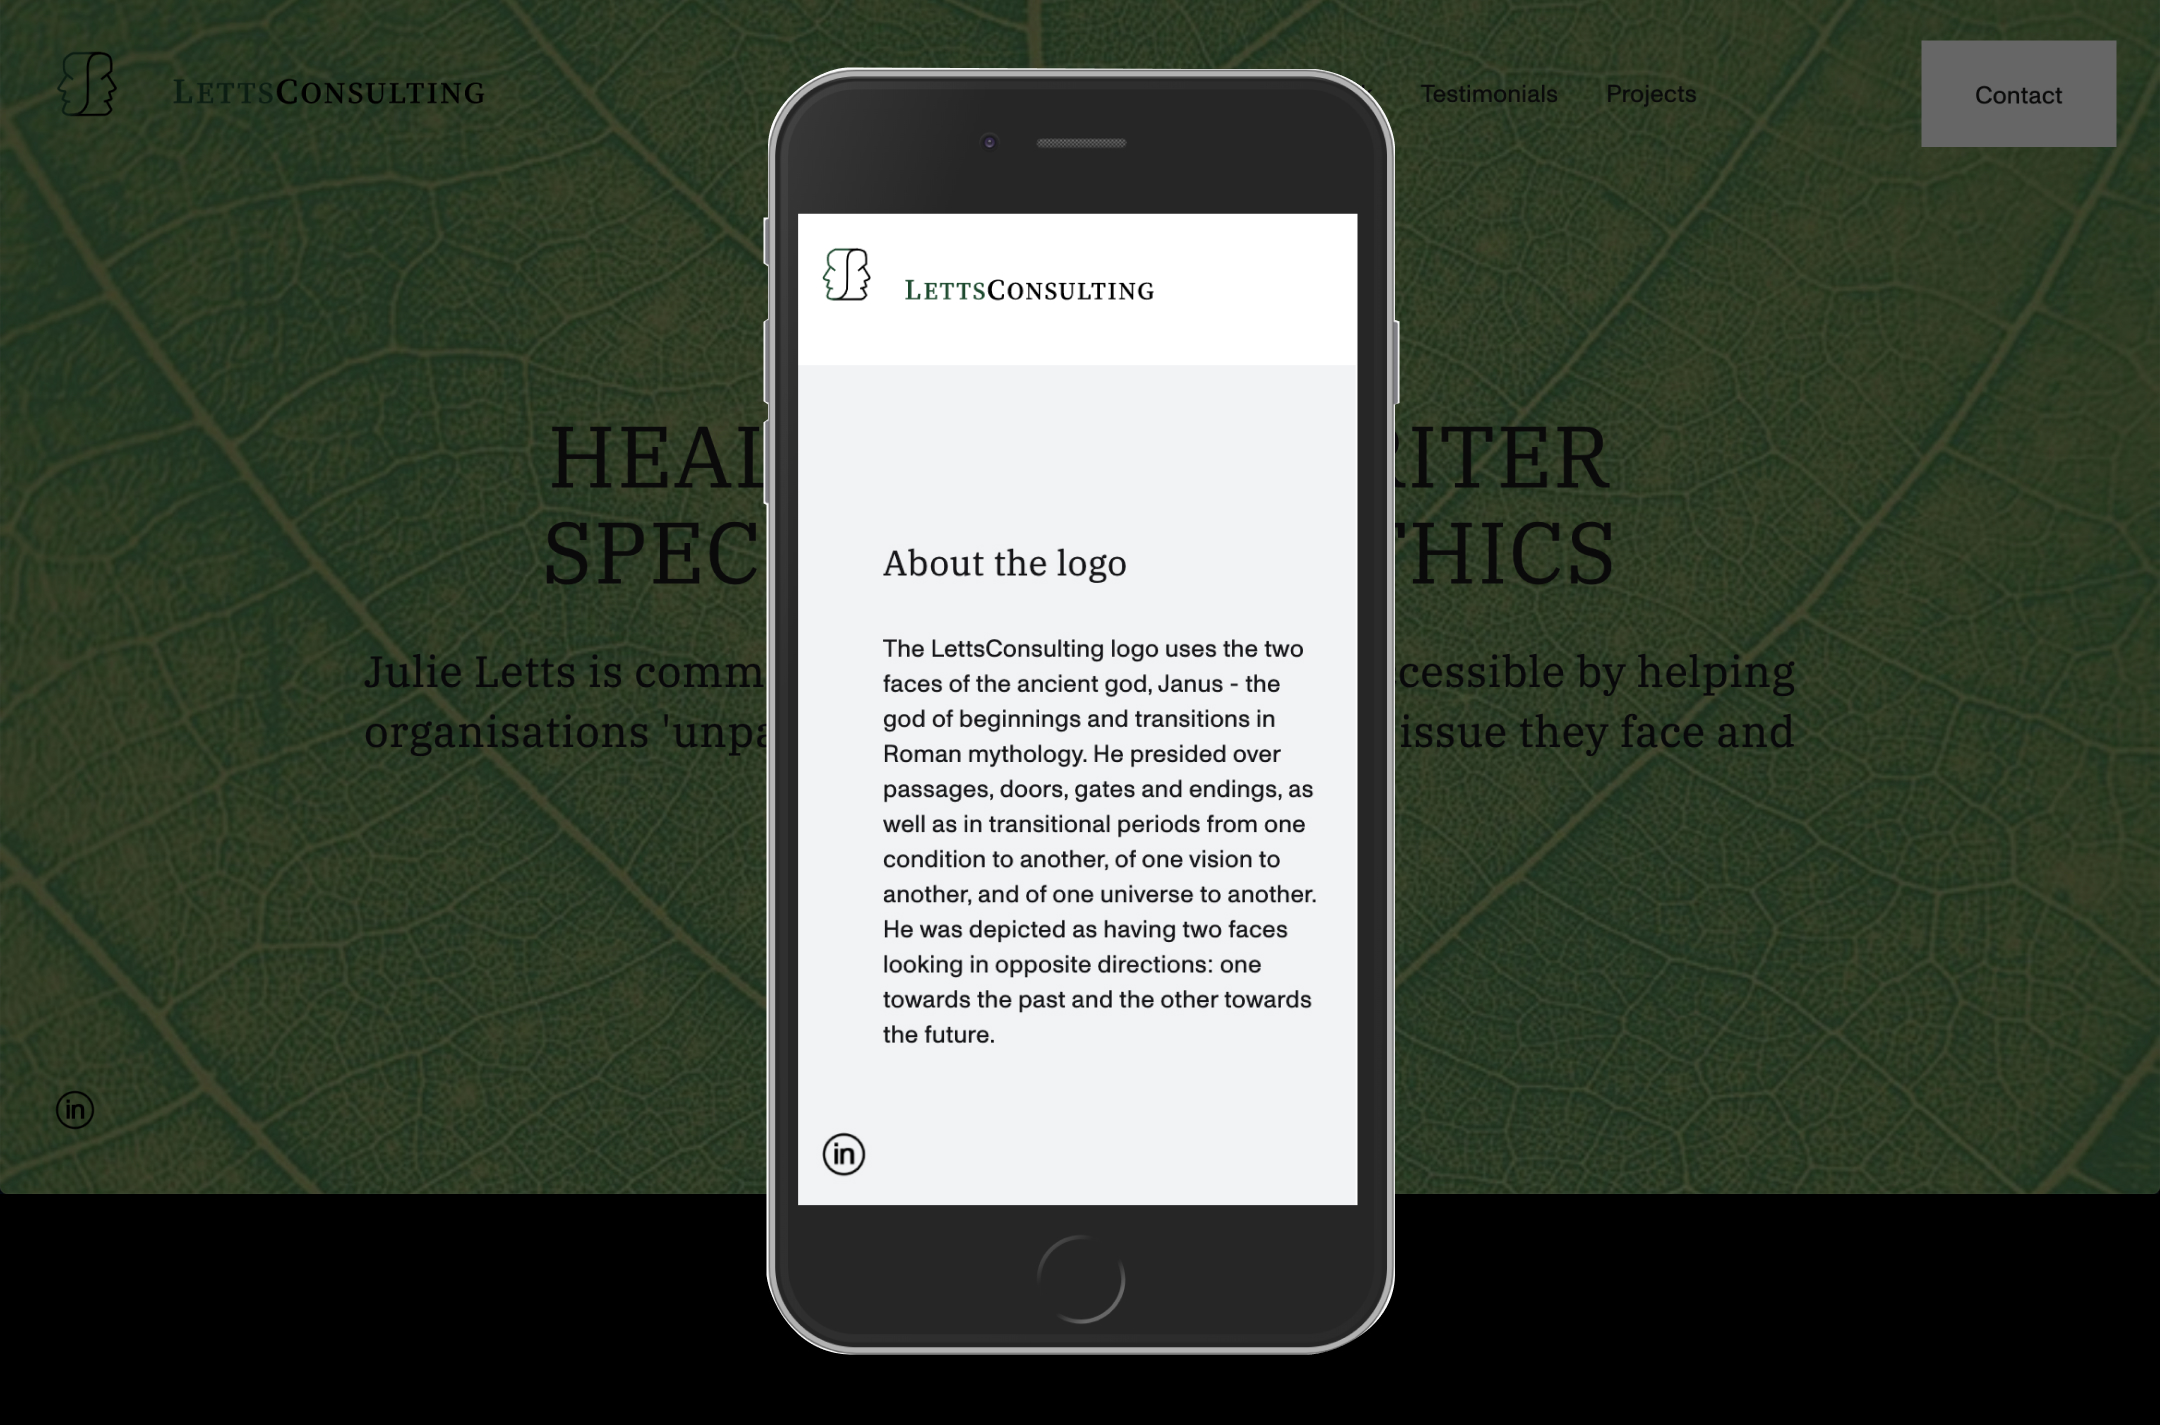 LETTSCONSULTING
Testimonials
Projects
Contact
LETTSCONSULTING
HEAL
RITER
SPEC
THICS
Julie Letts is comm
cessible by helping
organisations 'unpa
issue they face and
About the logo
The LettsConsulting logo uses the two
faces of the ancient god, Janus - the
god of beginnings and transitions in
Roman mythology. He presided over
passages, doors, gates and endings, as
well as in transitional periods from one
condition to another, of one vision to
another, and of one universe to another.
He was depicted as having two faces
looking in opposite directions: one
towards the past and the other towards
the future.
in
in